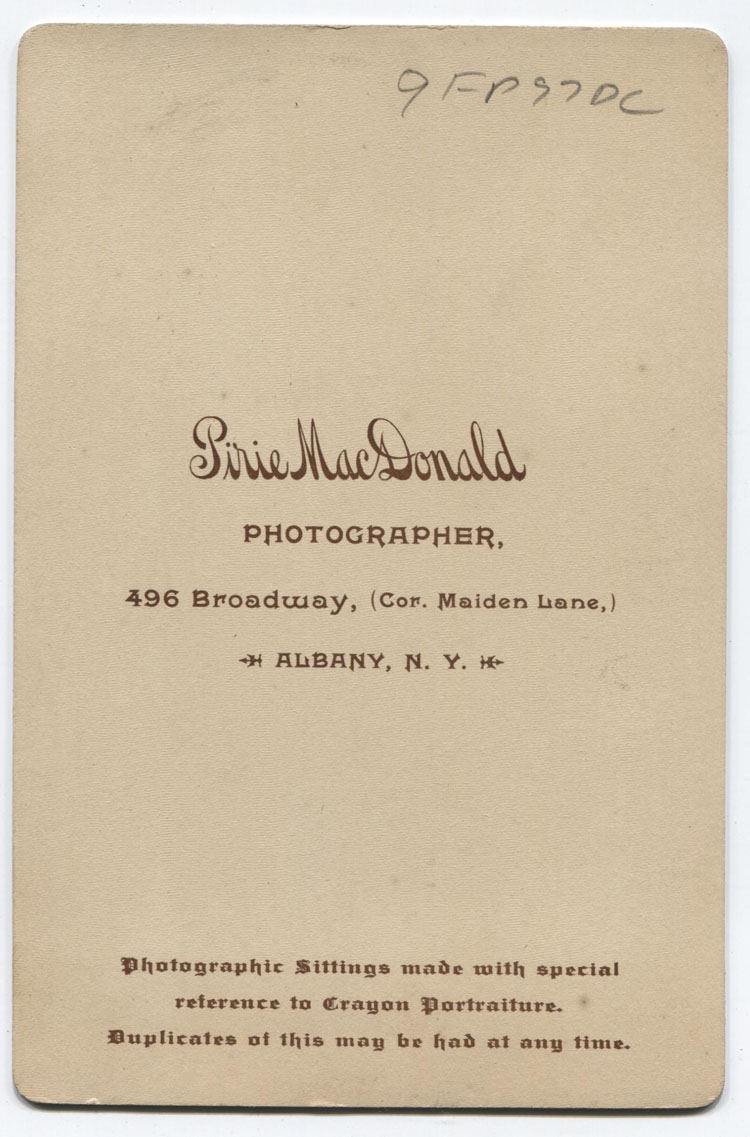 9FP97DC
Pirie MacDonald
PHOTOGRAPHER,
496 Broadway, (Cor. Maiden Lane,)
ALBANY, N. Y.
Photographic Sittings made with special
reference to Crayon Portraiture.
Duplicates of this may be had at any time.